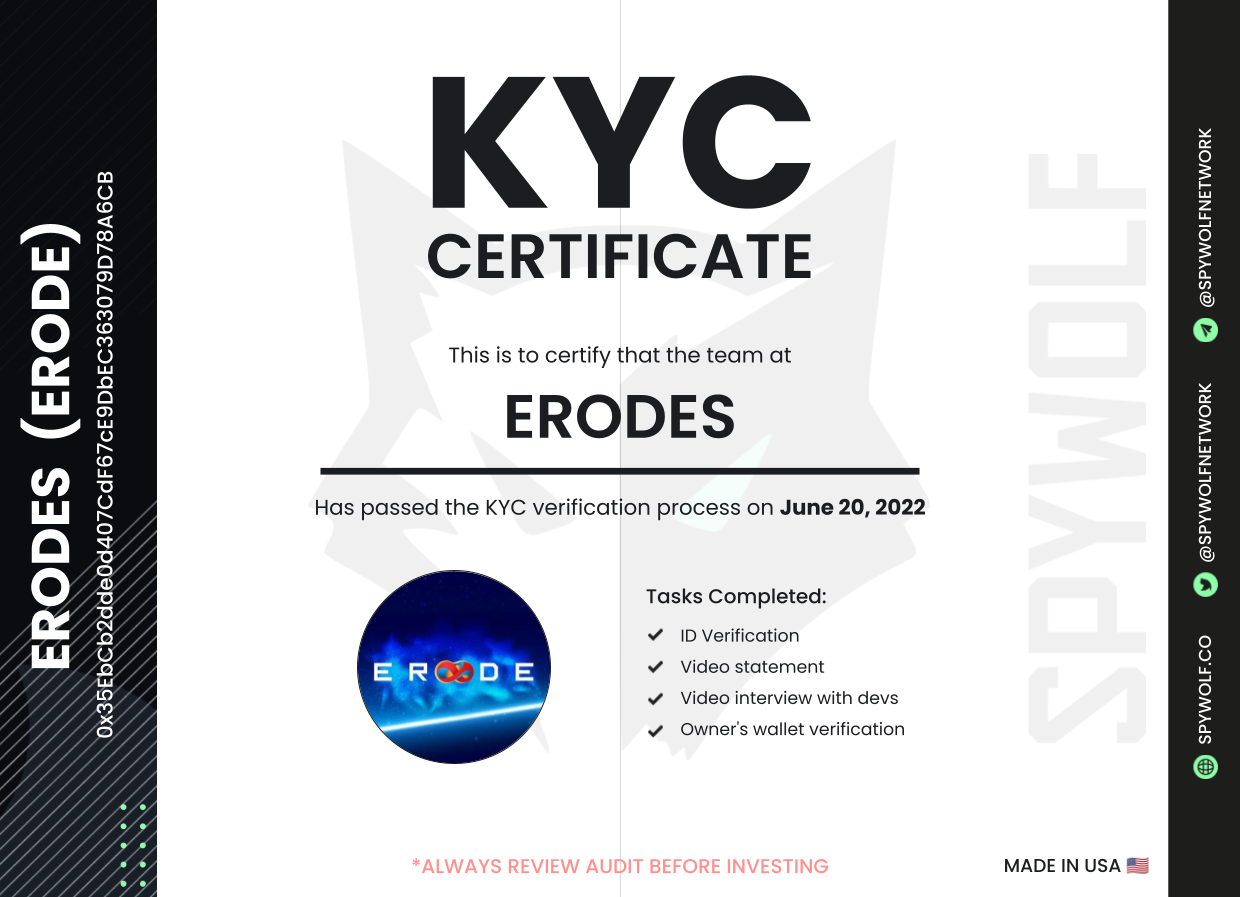 ERODES (ERODE)
0x35EbCb2dde0d407CdF67cE9DbEC363079D78A6CB
KYC
CERTIFICATE
This is to certify that the team at
ERODES
Has passed the KYC verification process on June 20, 2022
ERODE
Tasks Completed:
ID Verification
Video statement
Video interview with devs
Owner's wallet verification
*ALWAYS REVIEW AUDIT BEFORE INVESTING
MADE IN USA
SPYWOLF
SPYWOLF.CO
@SPYWOLFNETWORK
@SPYWOLFNETWORK